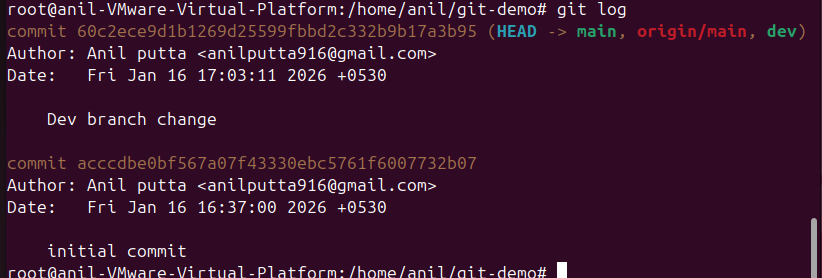 root@anil-VMware-Virtual-Platform:/home/anil/git-demo# git log
commit 60c2ece9d1b1269d25599fbbd2c332b9b17a3b95 (HEAD -> main, origin/main, dev)
Author: Anil putta <anilputta916@gmail.com>
Date:   Fri Jan 16 17:03:11 2026 +0530
    Dev branch change
commit acccdbe0bf567a07f43330ebc5761f6007732b07
Author: Anil putta <anilputta916@gmail.com>
Date:   Fri Jan 16 16:37:00 2026 +0530
    initial commit
root@anil-VMware-Virtual-Platform:/home/anil/git-demo#